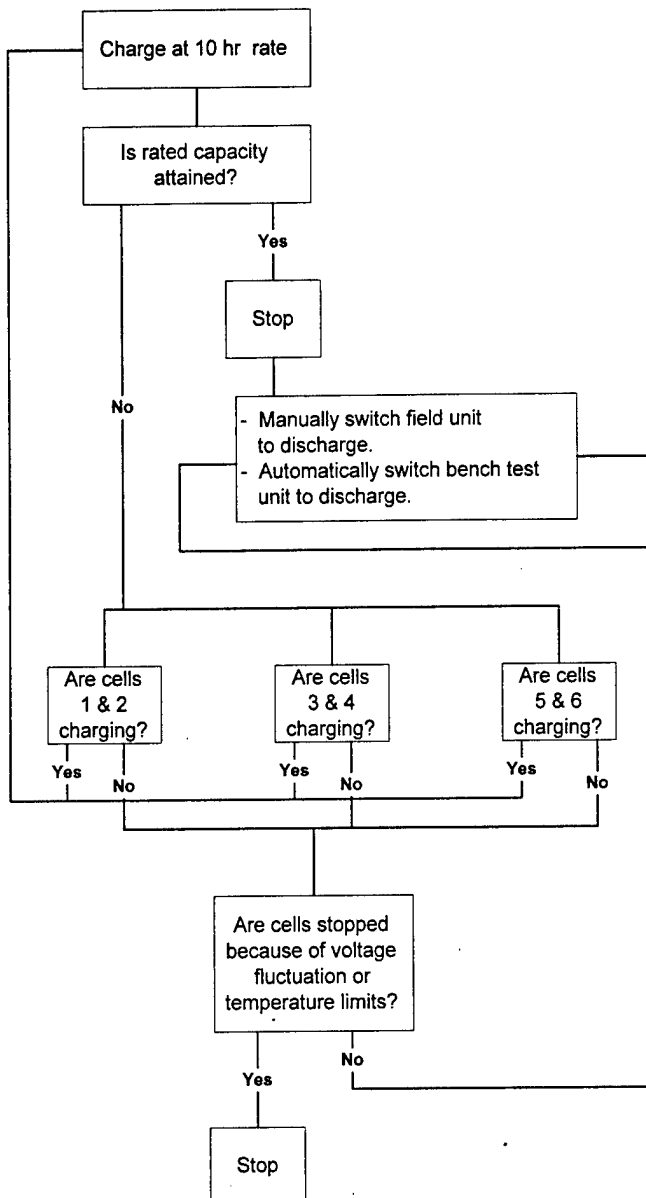 Charge at 10 hr rate
Is rated capacity
attained?
Yes
Stop
No
- Manually switch field unit
to discharge.
- Automatically switch bench test
unit to discharge.
Are cells
1 & 2
charging?
Are cells
3 & 4
charging?
Are cells
5 & 6
charging?
Yes
No
Yes
No
Yes
No
Are cells stopped
because of voltage
fluctuation or
temperature limits?
Yes
No
Stop